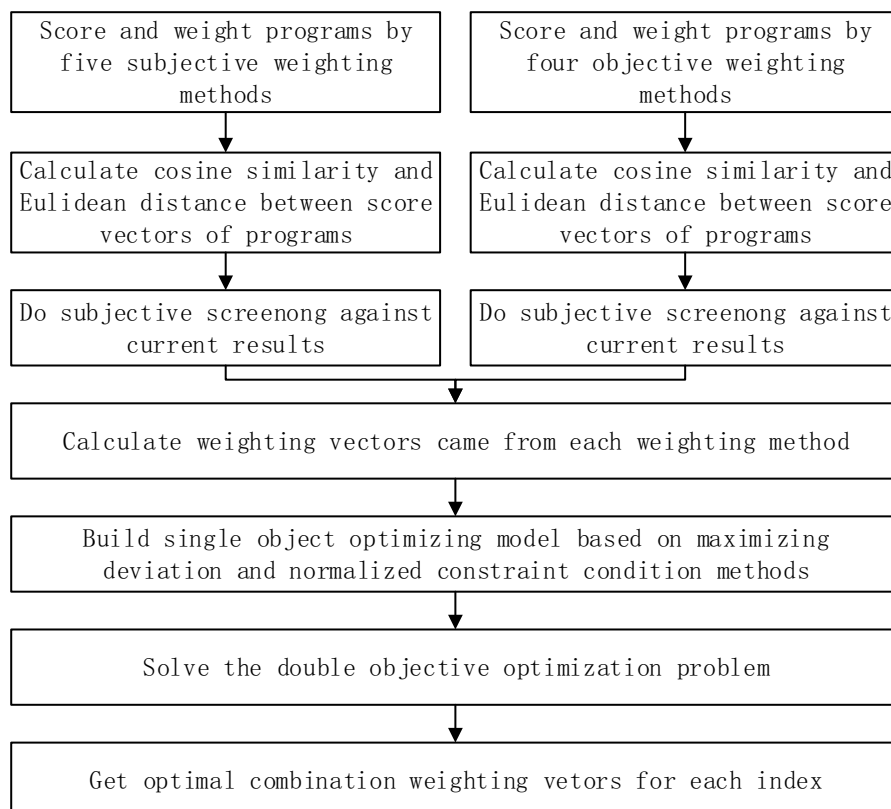 Score and weight programs by
five subjective weighting
methods
Score and weight programs by
four objective weighting
methods
Calculate cosine similarity and
Eulidean distance between score
vectors of programs
Calculate cosine similarity and
Eulidean distance between score
vectors of programs
Do subjective screenong against
current results
Do subjective screenong against
current results
Calculate weighting vectors came from each weighting method
Build single object optimizing model based on maximizing
deviation and normalized constraint condition methods
Solve the double objective optimization problem
Get optimal combination weighting vetors for each index